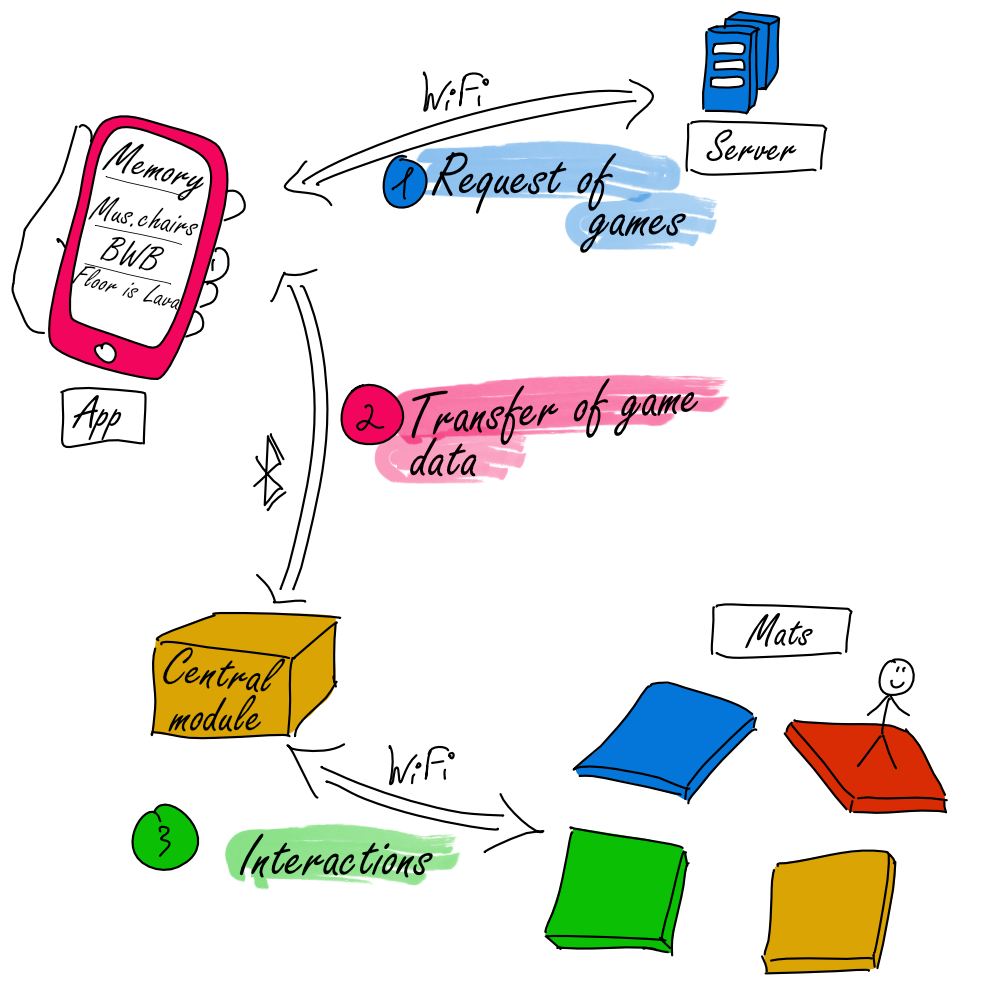 WiFi
Server
1 Request of
games
Memory
Mus.chairs
BWB
Floor is Lava
App
2 Transfer of game
data
Central
module
Mats
WiFi
3 Interactions